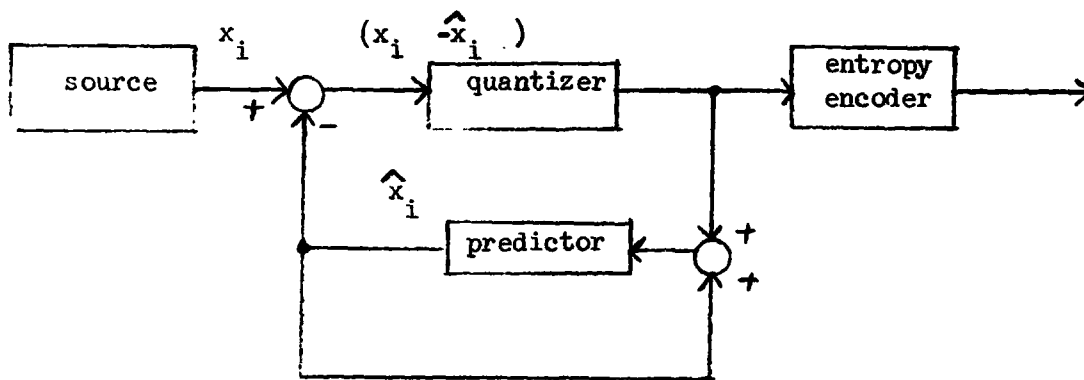 x_i
(x_i - x̂_i)
source
+
-
quantizer
entropy
encoder
x̂_i
predictor
+
+